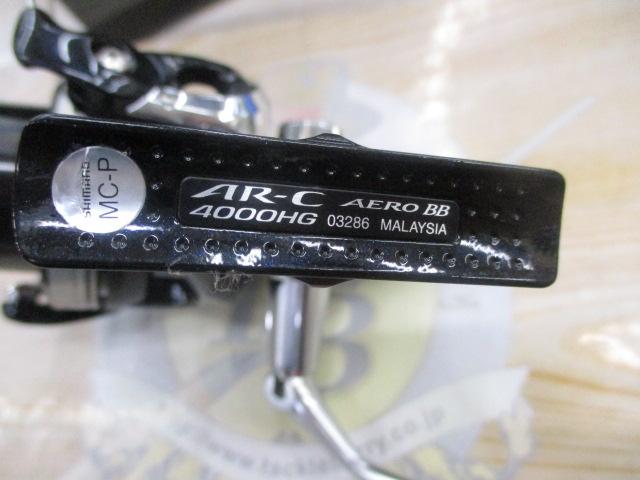 SHIMANO
MC-P
AR-C AERO BB
4000HG 03286 MALAYSIA